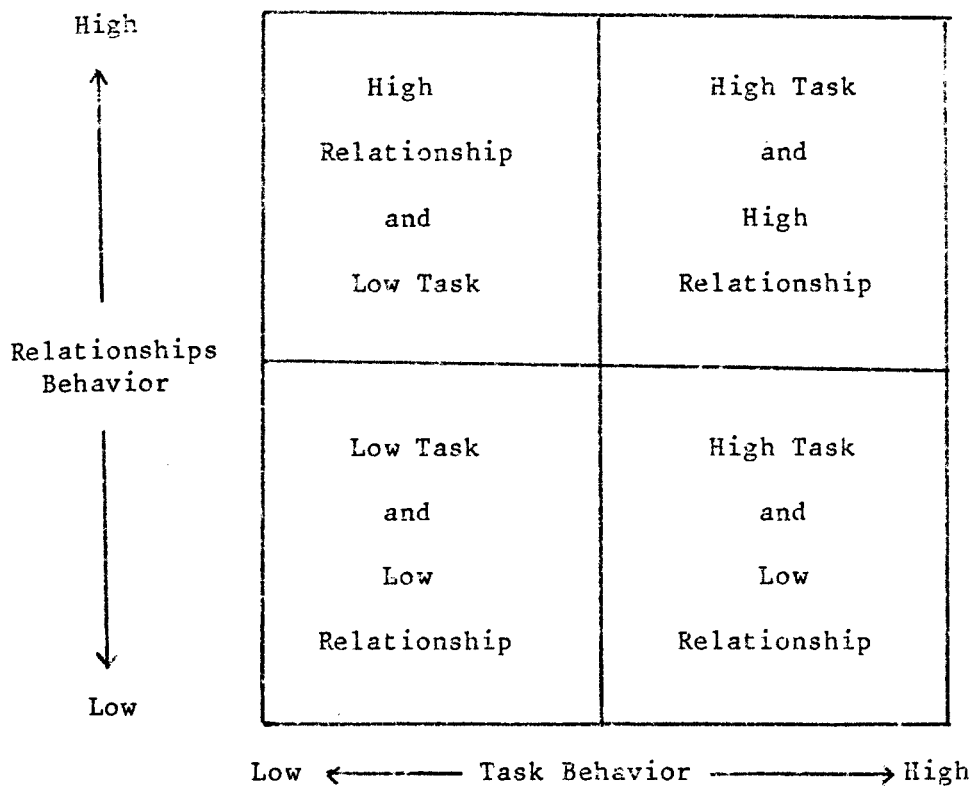 High
High
Relationship
and
Low Task
High Task
and
High
Relationship
Relationships
Behavior
Low Task
and
Low
Relationship
High Task
and
Low
Relationship
Low
Low Task Behavior High